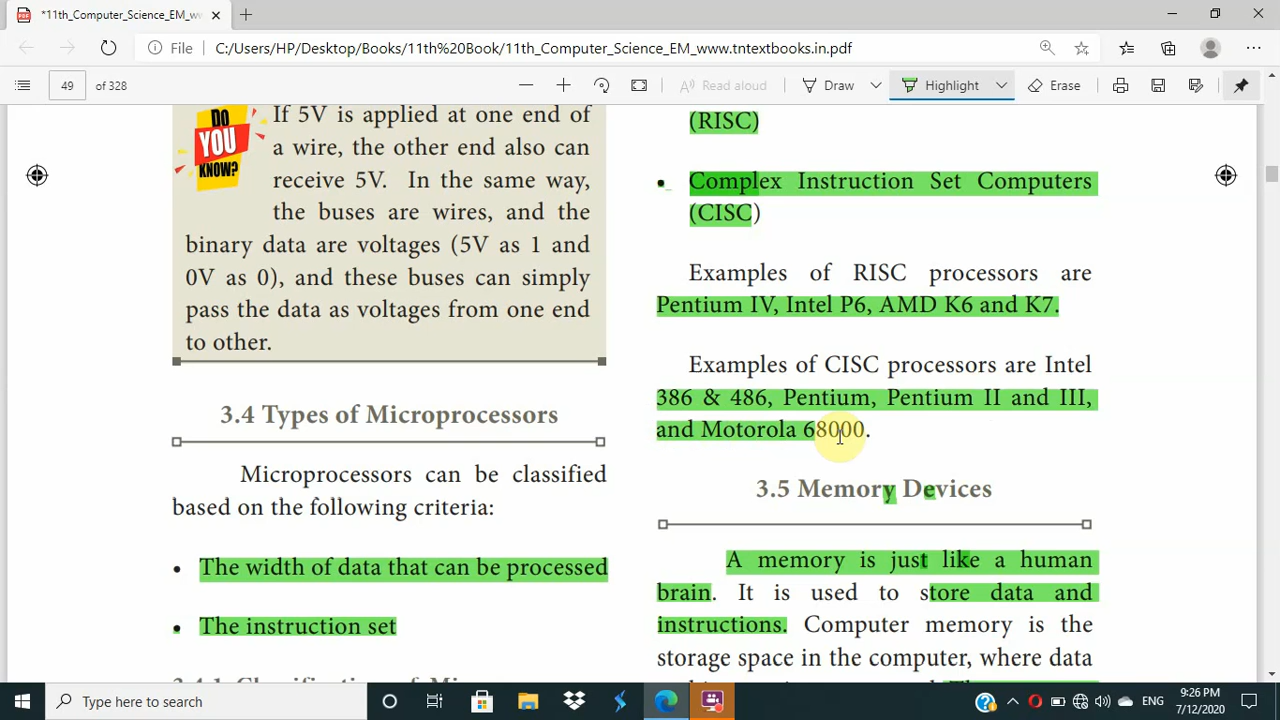 *11th_Computer_Science_EM_w
File
C:/Users/HP/Desktop/Books/11th%20Book/11th_Computer_Science_EM_www.tntextbooks.in.pdf
49 of 328
Read aloud
Draw
Highlight
Erase
DO
YOU
KNOW?
If 5V is applied at one end of
a wire, the other end also can
receive 5V. In the same way,
the buses are wires, and the
binary data are voltages (5V as 1 and
0V as 0), and these buses can simply
pass the data as voltages from one end
to other.
3.4 Types of Microprocessors
Microprocessors can be classified
based on the following criteria:
• The width of data that can be processed
• The instruction set
(RISC)
• Complex Instruction Set Computers
(CISC)
Examples of RISC processors are
Pentium IV, Intel P6, AMD K6 and K7.
Examples of CISC processors are Intel
386 & 486, Pentium, Pentium II and III,
and Motorola 68000.
3.5 Memory Devices
A memory is just like a human
brain. It is used to store data and
instructions. Computer memory is the
storage space in the computer, where data
Type here to search
ENG
9:26 PM
7/12/2020